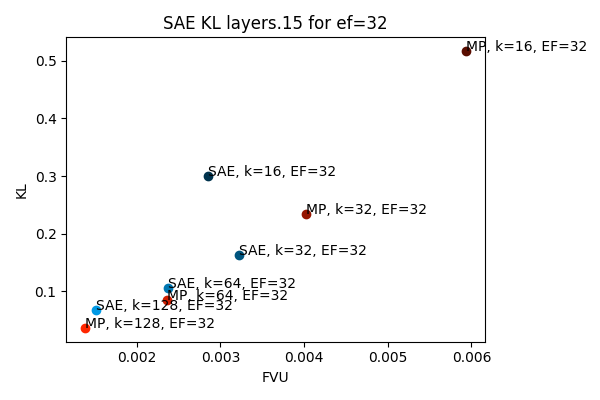 SAE KL layers.15 for ef=32
MP, k=16, EF=32
0.5
0.4
SAE, k=16, EF=32
0.3
KL
MP, k=32, EF=32
0.2
SAE, k=32, EF=32
SAE, k=64, EF=32
MP, k=64, EF=32
0.1
SAE, k=128, EF=32
MP, k=128, EF=32
0.002 0.003 0.004 0.005 0.006
FVU